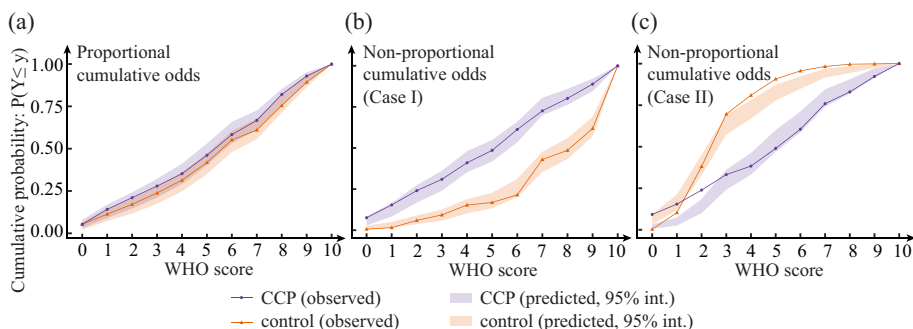 (a)
(b)
(c)
Cumulative probability: P(Y≤ y)
Proportional
cumulative odds
Non-proportional
cumulative odds
(Case I)
Non-proportional
cumulative odds
(Case II)
1.00
0.75
0.50
0.25
0.00
0 1 2 3 4 5 6 7 8 9 10
0 1 2 3 4 5 6 7 8 9 10
0 1 2 3 4 5 6 7 8 9 10
WHO score
WHO score
WHO score
CCP (observed)
CCP (predicted, 95% int.)
control (observed)
control (predicted, 95% int.)